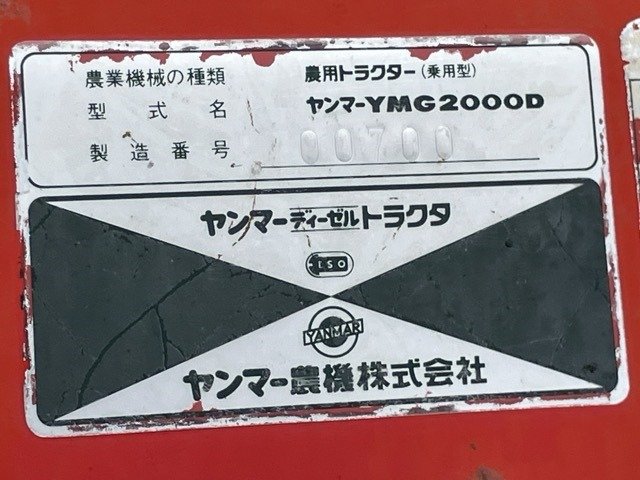 農業機械の種類 農用トラクター(乗用型)
型式名 ヤンマーYMG2000D
製造番号 00700
ヤンマーディーゼルトラクタ
ESO
YANMAR
ヤンマー農機株式会社